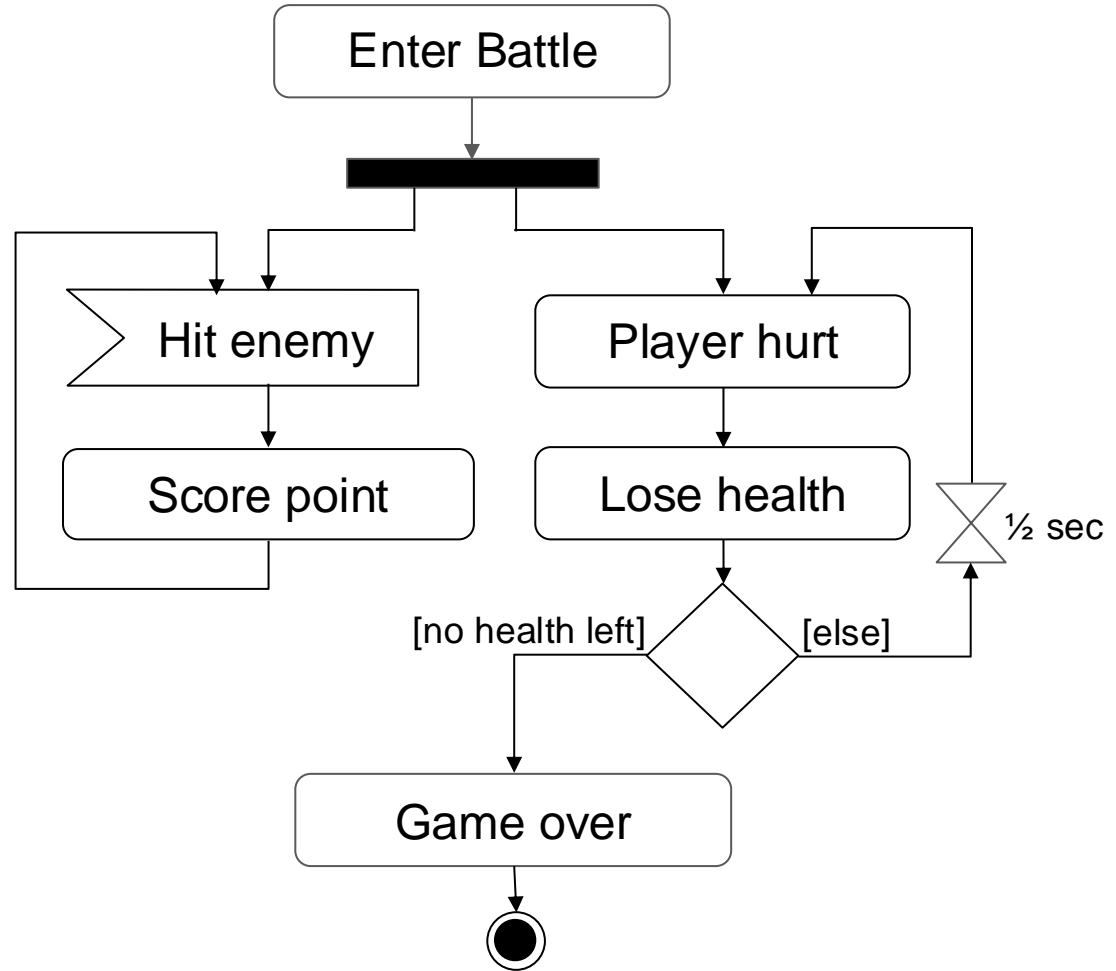 Enter Battle
Hit enemy
Player hurt
Score point
Lose health
½ sec
[no health left]
[else]
Game over